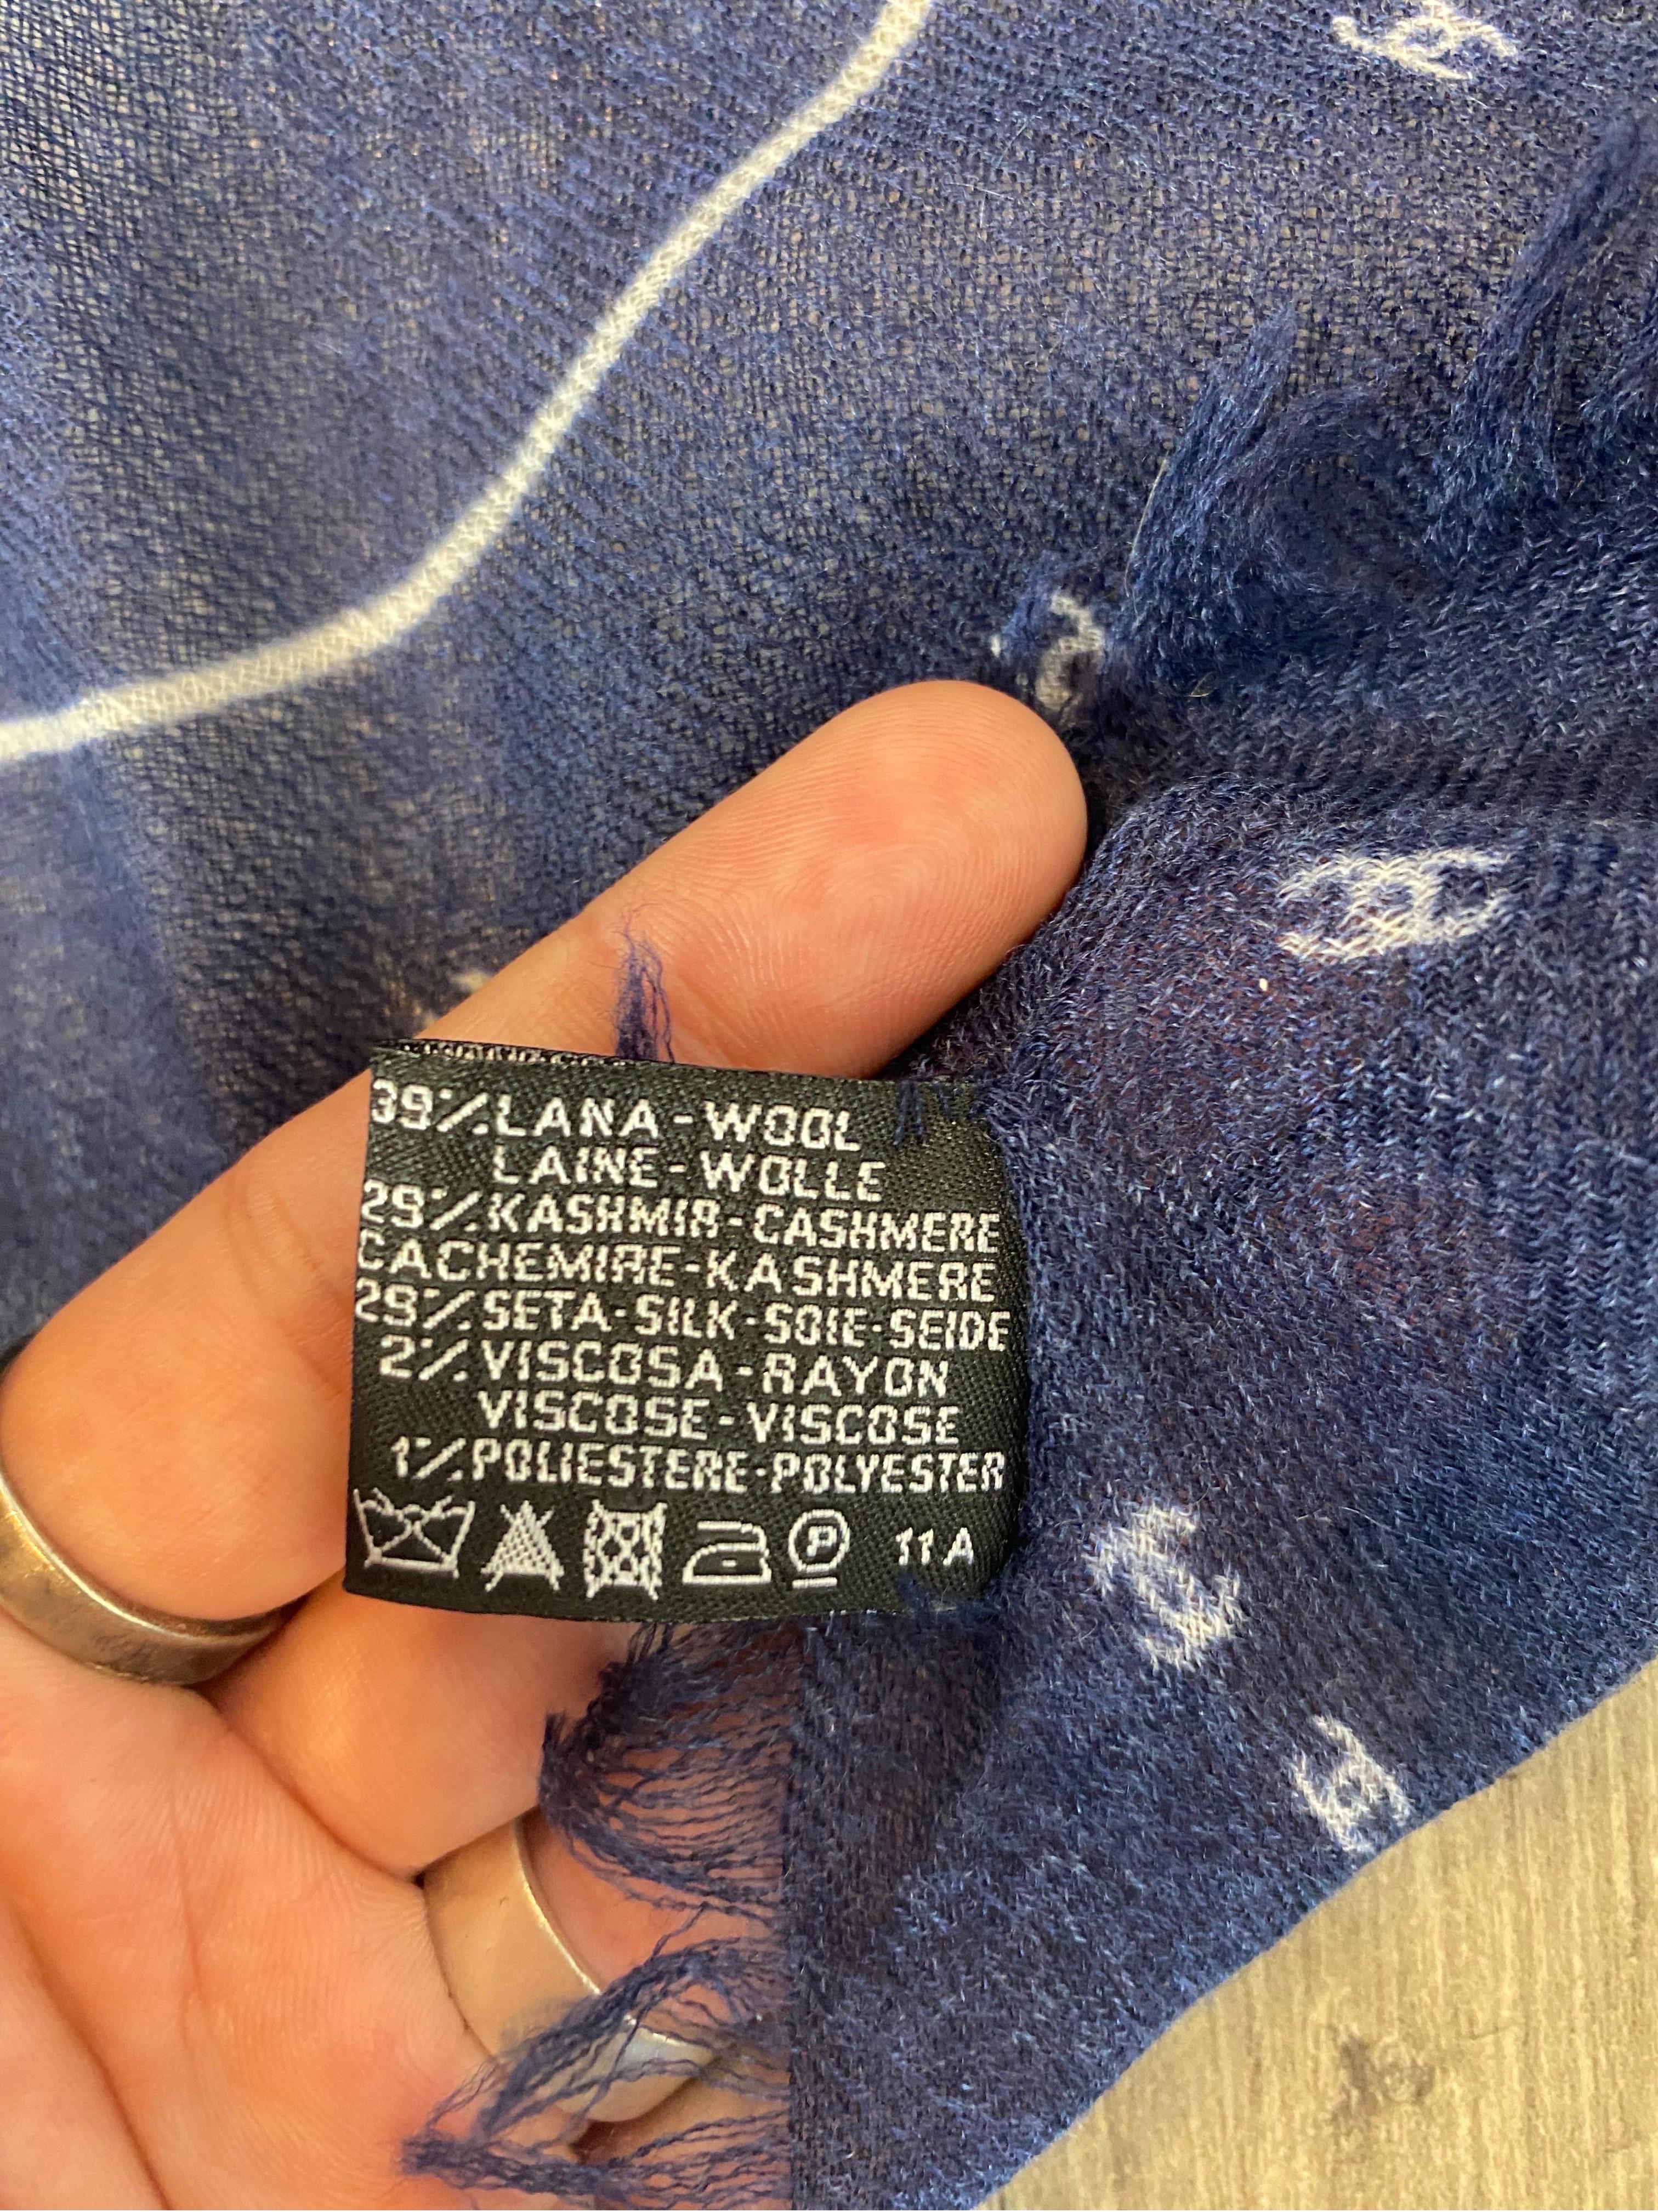 39% LANA-WOOL
LAINE-WOLLE
29% KASHMIR-CASHMERE
CACHEMIRE-KASHMERE
29% SETA-SILK-SOIE-SEIDE
2% VISCOSA-RAYON
VISCOSE-VISCOSE
1% POLIESTERE-POLYESTER
P 11A